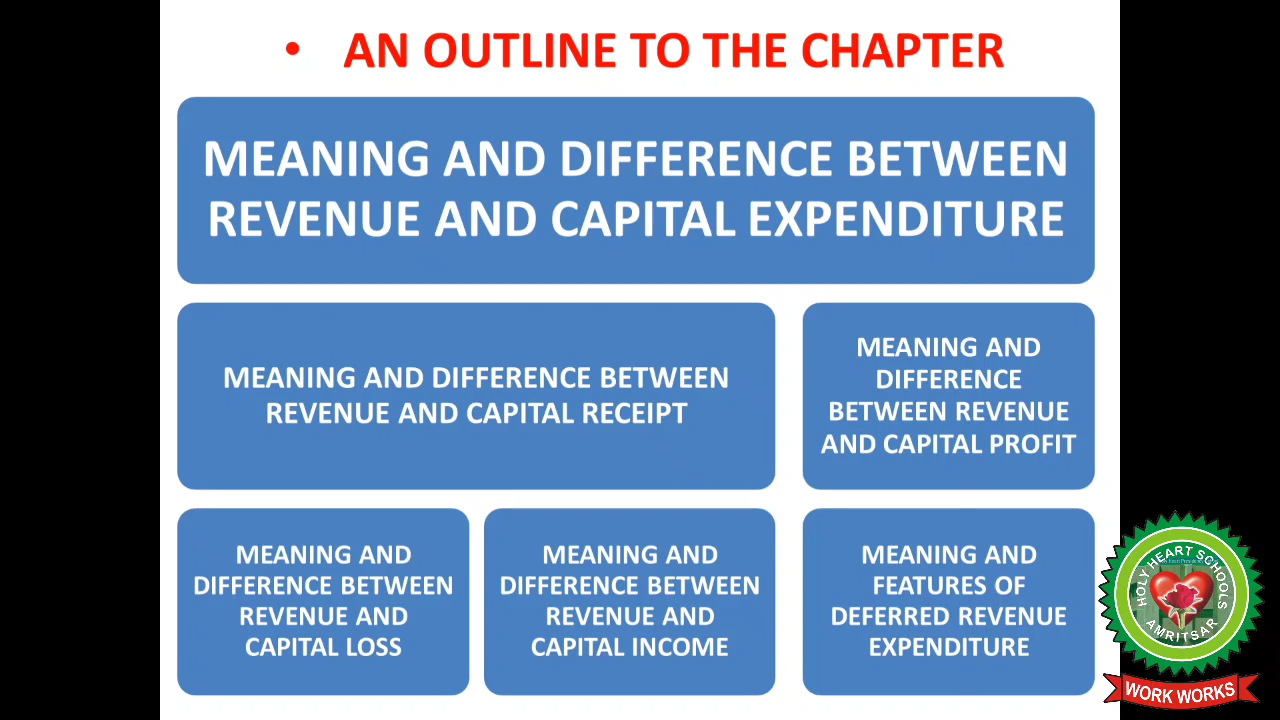 • AN OUTLINE TO THE CHAPTER
MEANING AND DIFFERENCE BETWEEN
REVENUE AND CAPITAL EXPENDITURE
MEANING AND DIFFERENCE BETWEEN
REVENUE AND CAPITAL RECEIPT
MEANING AND
DIFFERENCE
BETWEEN REVENUE
AND CAPITAL PROFIT
MEANING AND
DIFFERENCE BETWEEN
REVENUE AND
CAPITAL LOSS
MEANING AND
DIFFERENCE BETWEEN
REVENUE AND
CAPITAL INCOME
MEANING AND
FEATURES OF
DEFERRED REVENUE
EXPENDITURE
HOLY HEART SCHOOLS
AMRITSAR
WORK WORKS